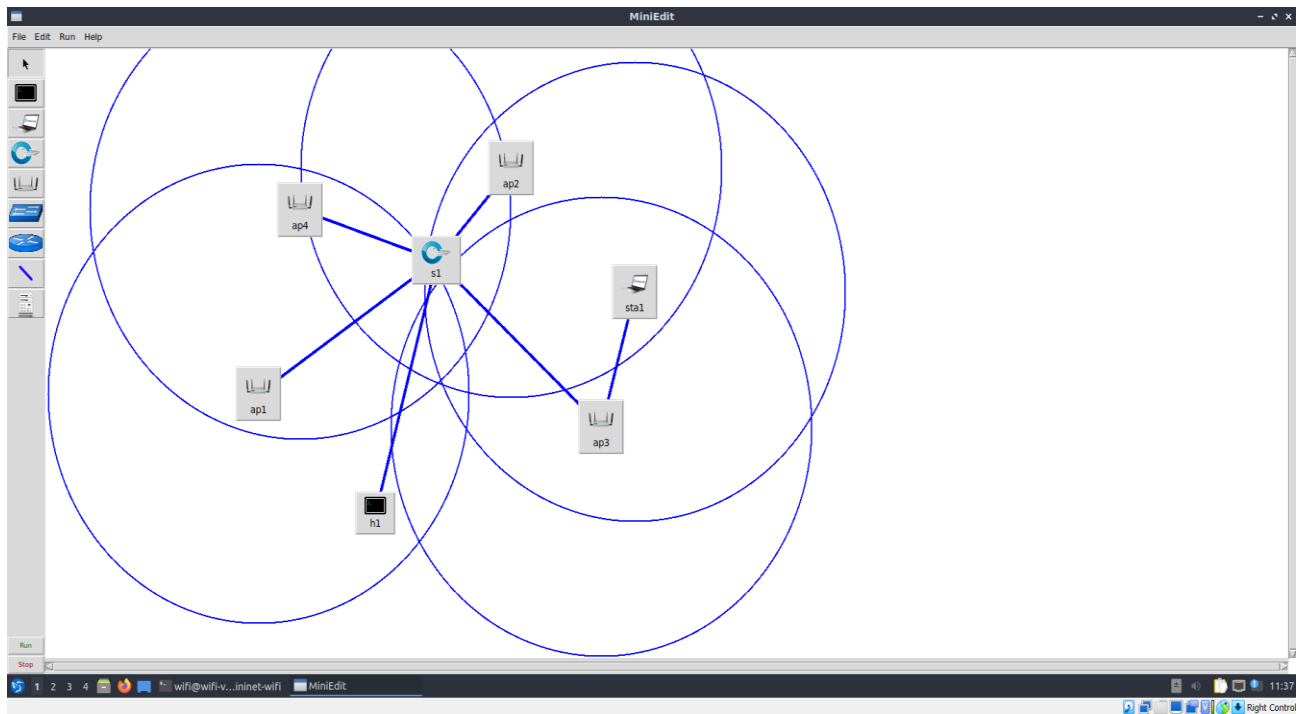 MiniEdit
File Edit Run Help
ap2
ap4
s1
sta1
ap1
ap3
h1
Run
Stop
1 2 3 4 wifi@wifi-v...ininet-wifi MiniEdit 11:37
Right Control